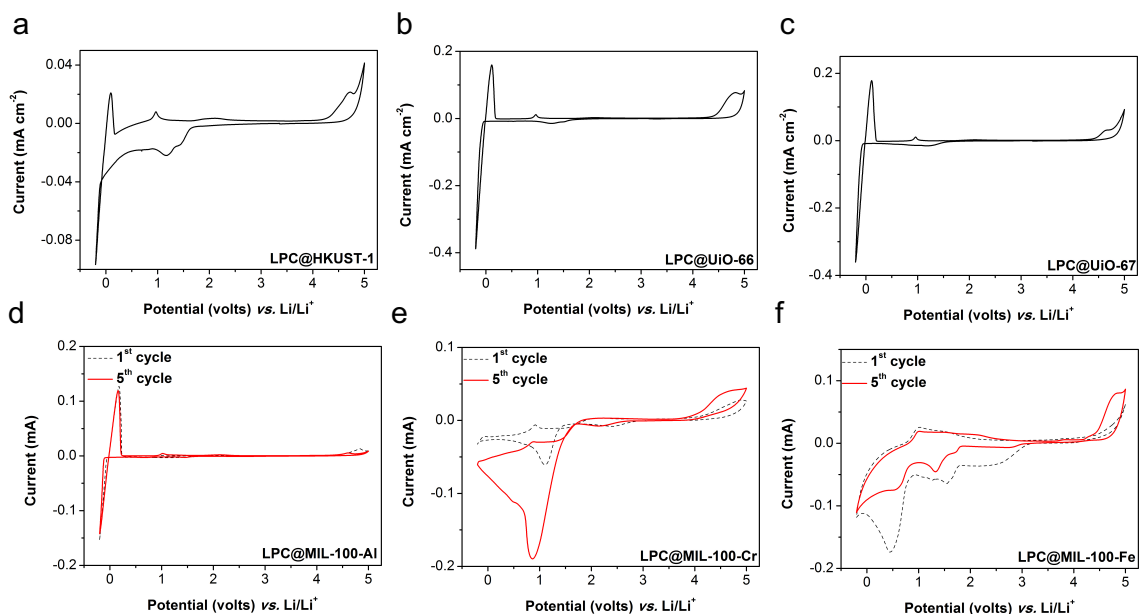 a
0.04
0.00
-0.04
-0.08
Current (mA cm⁻²)
LPC@HKUST-1
0 1 2 3 4 5
Potential (volts) vs. Li/Li⁺
b
0.2
0.0
-0.2
-0.4
Current (mA cm⁻²)
LPC@UiO-66
0 1 2 3 4 5
Potential (volts) vs. Li/Li⁺
c
0.2
0.0
-0.2
-0.4
Current (mA cm⁻²)
LPC@UiO-67
0 1 2 3 4 5
Potential (volts) vs. Li/Li⁺
d
0.2
0.1
0.0
-0.1
-0.2
Current (mA)
1ˢᵗ cycle
5ᵗʰ cycle
LPC@MIL-100-Al
0 1 2 3 4 5
Potential (volts) vs. Li/Li⁺
e
0.1
0.0
-0.1
-0.2
Current (mA)
1ˢᵗ cycle
5ᵗʰ cycle
LPC@MIL-100-Cr
0 1 2 3 4 5
Potential (volts) vs. Li/Li⁺
f
0.1
0.0
-0.1
-0.2
Current (mA)
1ˢᵗ cycle
5ᵗʰ cycle
LPC@MIL-100-Fe
0 1 2 3 4 5
Potential (volts) vs. Li/Li⁺